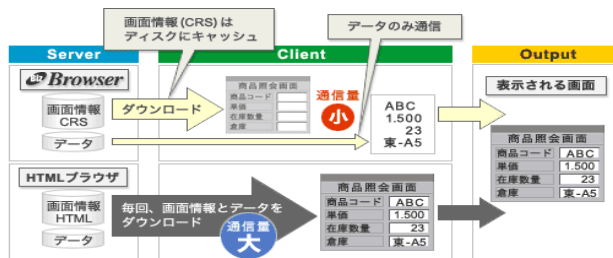 画面情報(CRS)は
ディスクにキャッシュ
データのみ通信
Server
Client
Output
Biz Browser
画面情報
CRS
データ
ダウンロード
商品照会画面
商品コード
単価
在庫数量
倉庫
通信量
小
ABC
1.500
23
東-A5
表示される画面
商品照会画面
商品コード ABC
単価 1.500
在庫数量 23
倉庫 東-A5
HTMLブラウザ
画面情報
HTML
データ
毎回、画面情報とデータを
ダウンロード
通信量
大
商品照会画面
商品コード ABC
単価 1.500
在庫数量 23
倉庫 東-A5